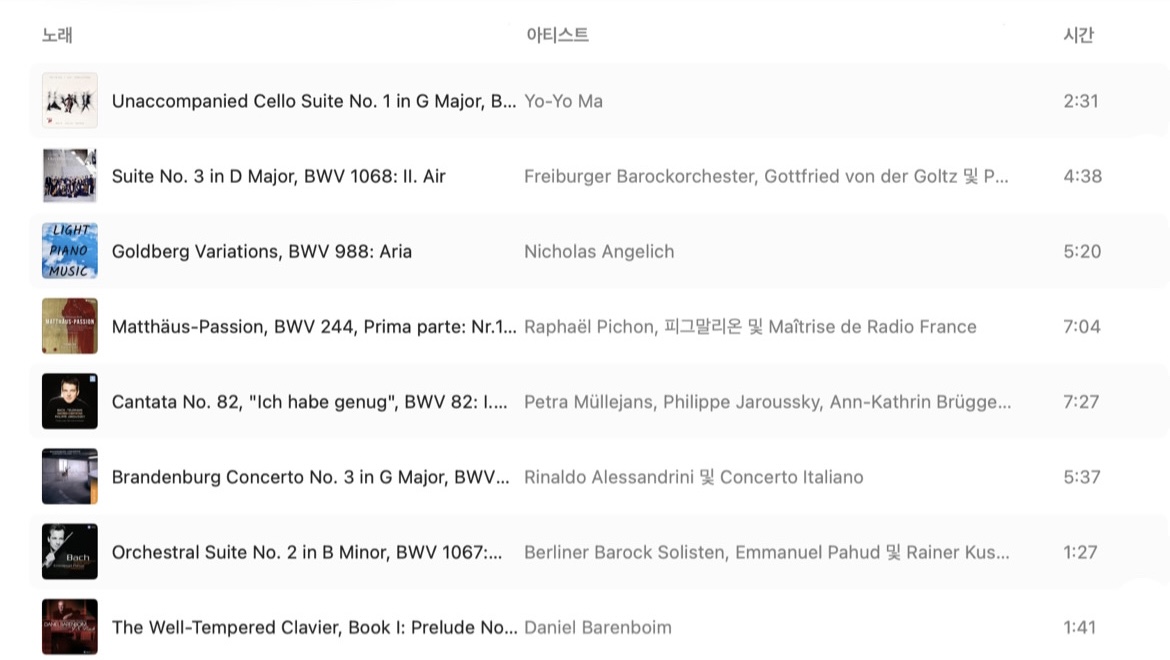 노래 아티스트 시간
Unaccompanied Cello Suite No. 1 in G Major, B... Yo-Yo Ma 2:31
Suite No. 3 in D Major, BWV 1068: II. Air Freiburger Barockorchester, Gottfried von der Goltz 및 P... 4:38
LIGHT
PIANO
MUSIC
Goldberg Variations, BWV 988: Aria Nicholas Angelich 5:20
MATTHÄUS-PASSION
Matthäus-Passion, BWV 244, Prima parte: Nr.1... Raphaël Pichon, 피그말리온 및 Maîtrise de Radio France 7:04
Cantata No. 82, "Ich habe genug", BWV 82: I.... Petra Müllejans, Philippe Jaroussky, Ann-Kathrin Brügge... 7:27
Brandenburg Concerto No. 3 in G Major, BWV... Rinaldo Alessandrini 및 Concerto Italiano 5:37
Bach
Orchestral Suite No. 2 in B Minor, BWV 1067:... Berliner Barock Solisten, Emmanuel Pahud 및 Rainer Kus... 1:27
DANIEL BARENBOIM
The Well-Tempered Clavier, Book I: Prelude No... Daniel Barenboim 1:41